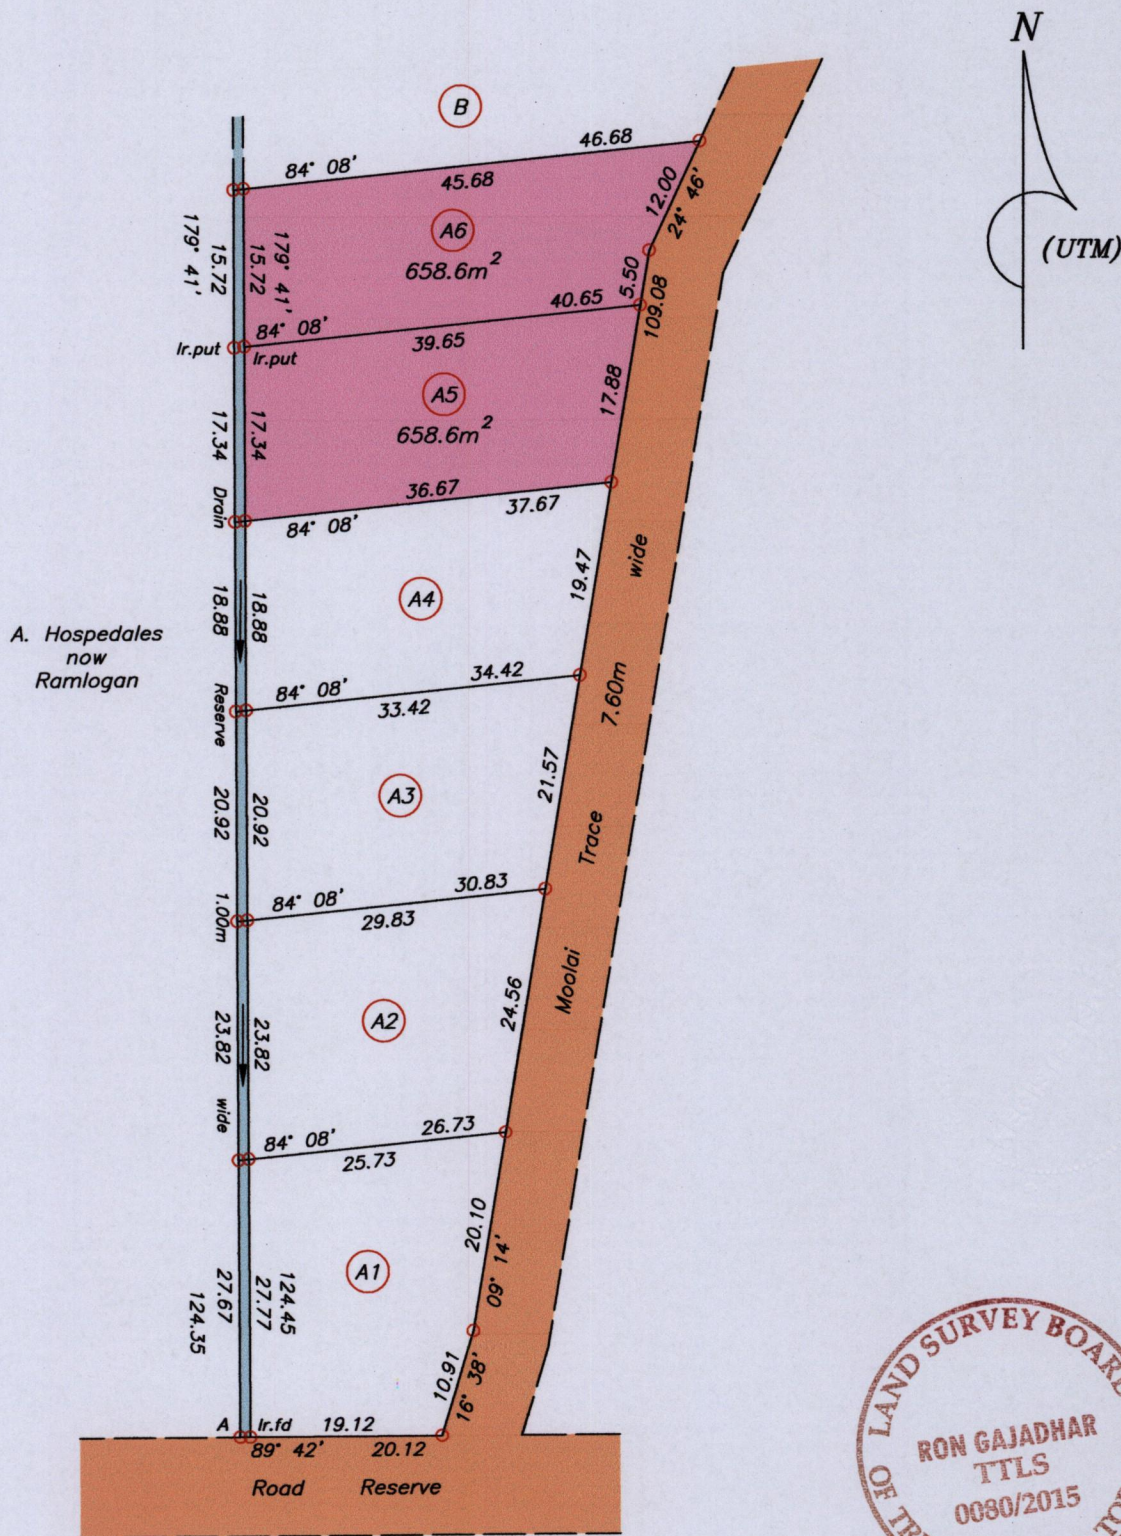 N
(UTM)
B
84° 08'
46.68
45.68
A6
658.6m²
12.00
24° 46'
179° 41'
15.72
15.72
179° 41'
5.50
109.08
84° 08'
40.65
39.65
Ir.put
Ir.put
A5
658.6m²
17.88
17.34
17.34
36.67
84° 08'
37.67
Drain
A4
19.47
wide
18.88
18.88
A. Hospedales
now
Ramlogan
84° 08'
34.42
33.42
7.60m
Reserve
A3
21.57
Trace
20.92
20.92
84° 08'
30.83
29.83
1.00m
A2
24.56
Moolai
23.82
23.82
wide
84° 08'
26.73
25.73
A1
20.10
09° 14'
27.67
124.35
124.45
27.77
10.91
16° 38'
A
Ir.fd
19.12
89° 42'
20.12
Road Reserve
LAND SURVEY BOARD
RON GAJADHAR
TTLS
0080/2015
OF